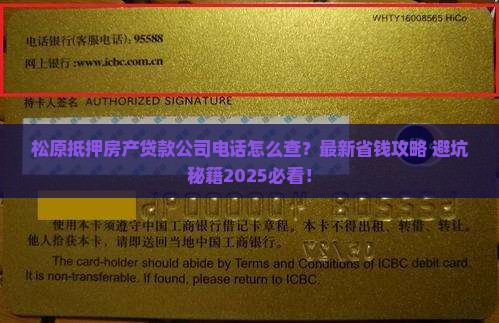 WHTY16008565 HiCo
电话银行(客服电话):95588
网上银行:www.icbc.com.cn
持卡人签名 AUTHORIZED SIGNATURE
松原抵押房产贷款公司电话怎么查？最新省钱攻略 避坑
秘籍2025必看！
使用本卡须遵守中国工商银行借记卡章程。本卡不得出租、转借、转让。
他人拾获本卡，请即送回当地中国工商银行。
The card-holder should abide by Terms and Conditions of ICBC debit card.
It is non-transferable. If found, please return to ICBC.